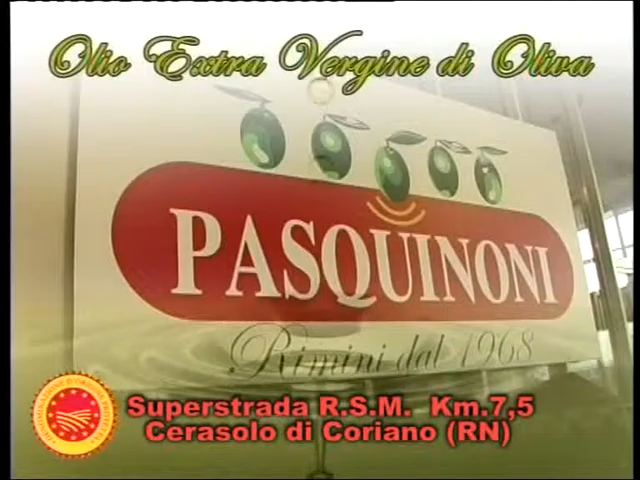 Olio Extra Vergine di Oliva
PASQUINONI
Rimini dal 1968
Superstrada R.S.M. Km.7,5
Cerasolo di Coriano (RN)